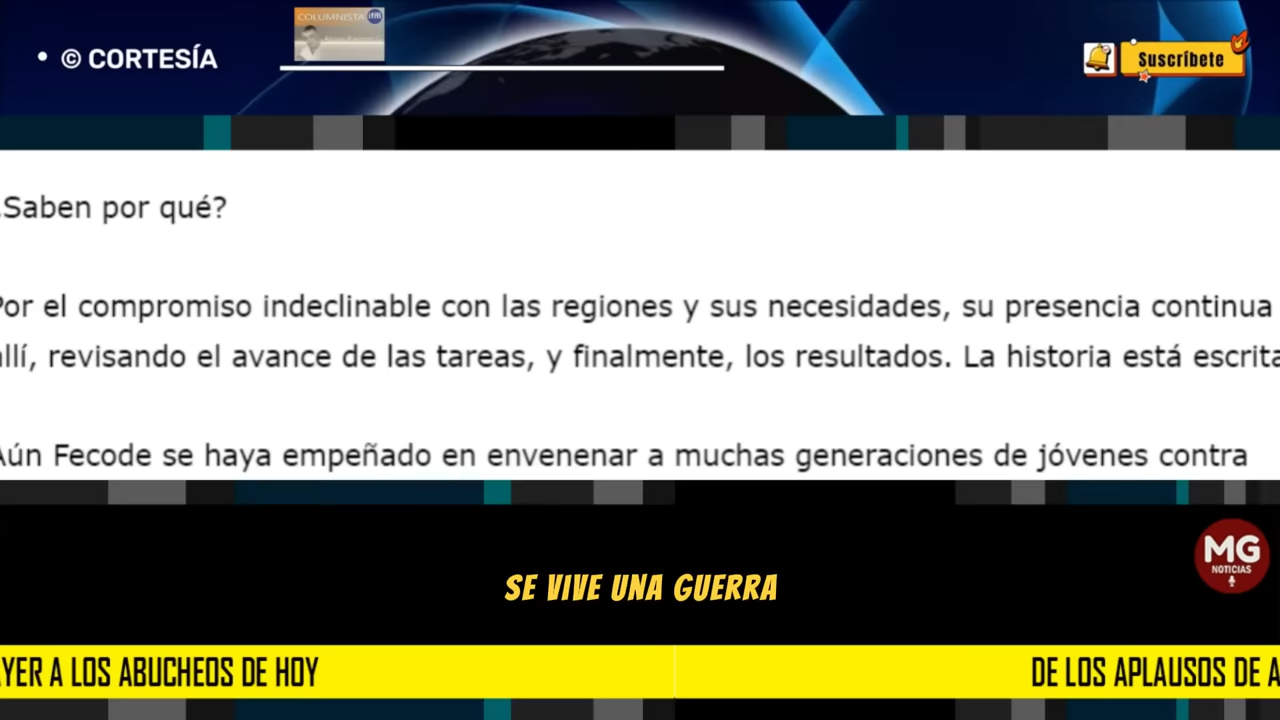 • © CORTESÍA
COLUMNISTA ifm
Suscríbete
Saben por qué?
Por el compromiso indeclinable con las regiones y sus necesidades, su presencia continua
allí, revisando el avance de las tareas, y finalmente, los resultados. La historia está escrita
Aún Fecode se haya empeñado en envenenar a muchas generaciones de jóvenes contra
MG
NOTICIAS
SE VIVE UNA GUERRA
YER A LOS ABUCHEOS DE HOY
DE LOS APLAUSOS DE A